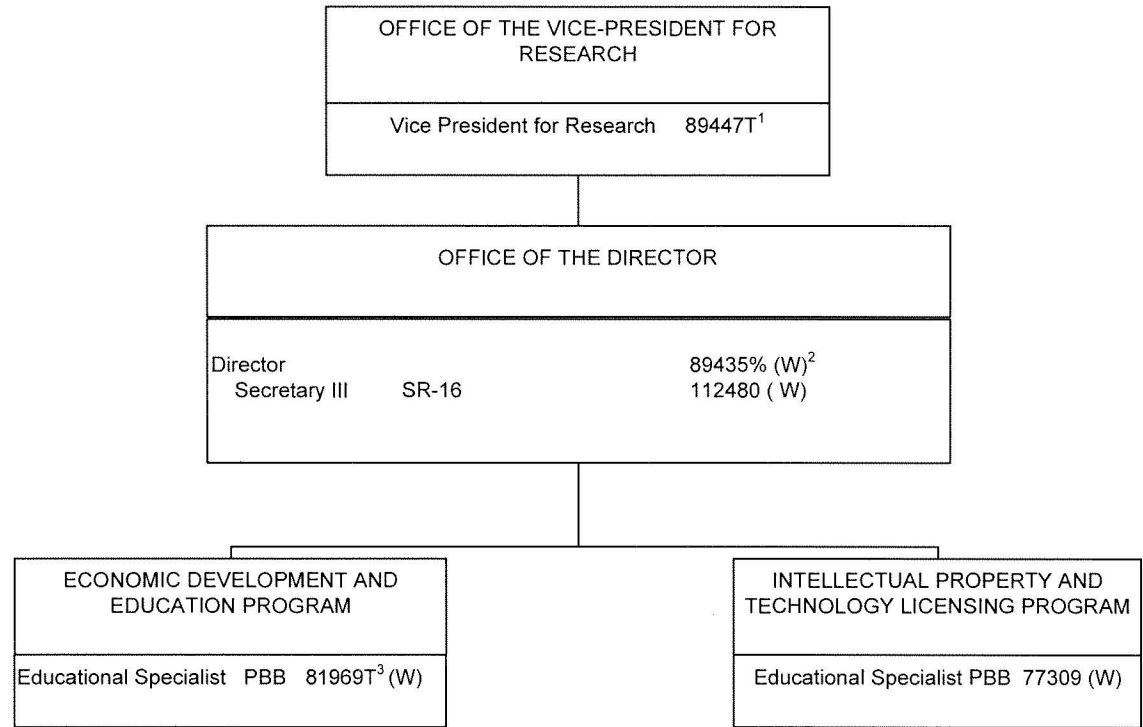 OFFICE OF THE VICE-PRESIDENT FOR
RESEARCH
Vice President for Research 89447T¹
OFFICE OF THE DIRECTOR
Director 89435% (W)²
Secretary III SR-16 112480 ( W)
ECONOMIC DEVELOPMENT AND
EDUCATION PROGRAM
Educational Specialist PBB 81969T³ (W)
INTELLECTUAL PROPERTY AND
TECHNOLOGY LICENSING PROGRAM
Educational Specialist PBB 77309 (W)